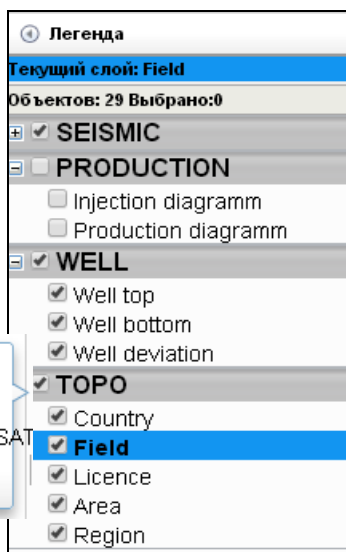 Легенда
Текущий слой: Field
Объектов: 29 Выбрано:0
SEISMIC
PRODUCTION
Injection diagramm
Production diagramm
WELL
Well top
Well bottom
Well deviation
TOPO
Country
SAT
Field
Licence
Area
Region